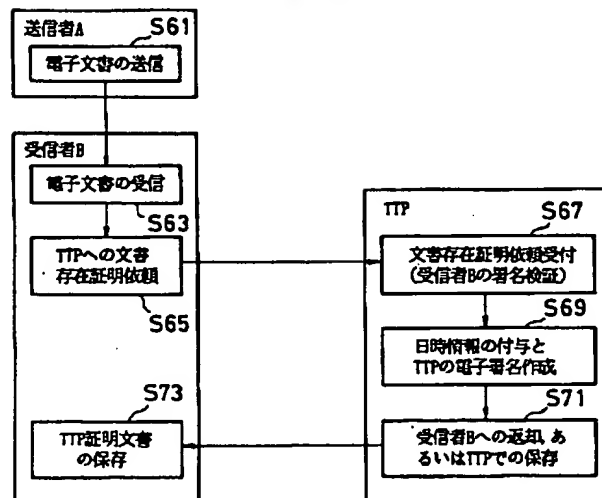 送信者A
S61
電子文書の送信
受信者B
電子文書の受信
S63
TTPへの文書
存在証明依頼
S65
TTP
S67
文書存在証明依頼受付
(受信者Bの署名検証)
S69
日時情報の付与と
TTPの電子署名作成
S71
受信者Bへの返却、あ
るいはTTPでの保存
S73
TTP証明文書
の保存